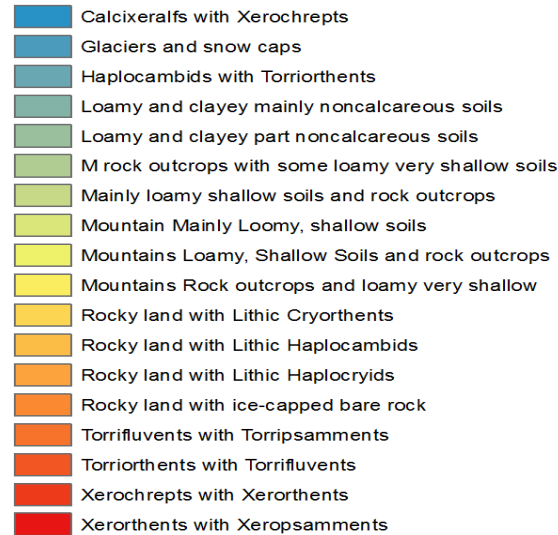 Calcixeralfs with Xerochrepts
Glaciers and snow caps
Haplocambids with Torriorthents
Loamy and clayey mainly noncalcareous soils
Loamy and clayey part noncalcareous soils
M rock outcrops with some loamy very shallow soils
Mainly loamy shallow soils and rock outcrops
Mountain Mainly Loomy, shallow soils
Mountains Loamy, Shallow Soils and rock outcrops
Mountains Rock outcrops and loamy very shallow
Rocky land with Lithic Cryorthents
Rocky land with Lithic Haplocambids
Rocky land with Lithic Haplocryids
Rocky land with ice-capped bare rock
Torrifluvents with Torripsamments
Torriorthents with Torrifluvents
Xerochrepts with Xerorthents
Xerorthents with Xeropsamments